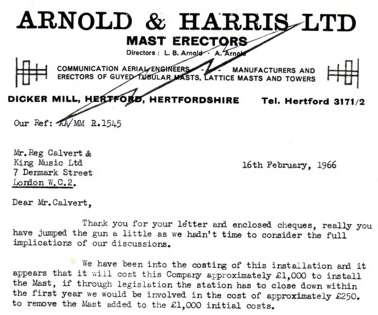 ARNOLD & HARRIS LTD
MAST ERECTORS
Directors: L. B. Arnold - A. Arnold
COMMUNICATION AERIAL ENGINEERS - MANUFACTURERS AND
ERECTORS OF GUYED TUBULAR MASTS, LATTICE MASTS AND TOWERS
DICKER MILL, HERTFORD, HERTFORDSHIRE Tel. Hertford 3171/2
Our Ref: AA/MM R.1545
Mr.Reg Calvert &
King Music Ltd
7 Denmark Street
London W.C.2.
16th February, 1966
Dear Mr.Calvert,
Thank you for your letter and enclosed cheques, really you
have jumped the gun a little as we hadn't time to consider the full
implications of our discussions.
We have been into the costing of this installation and it
appears that it will cost this Company approximately £1,000 to install
the Mast, if through legislation the station has to close down within
the first year we would be involved in the cost of approximately £250.
to remove the Mast added to the £1,000 initial costs.